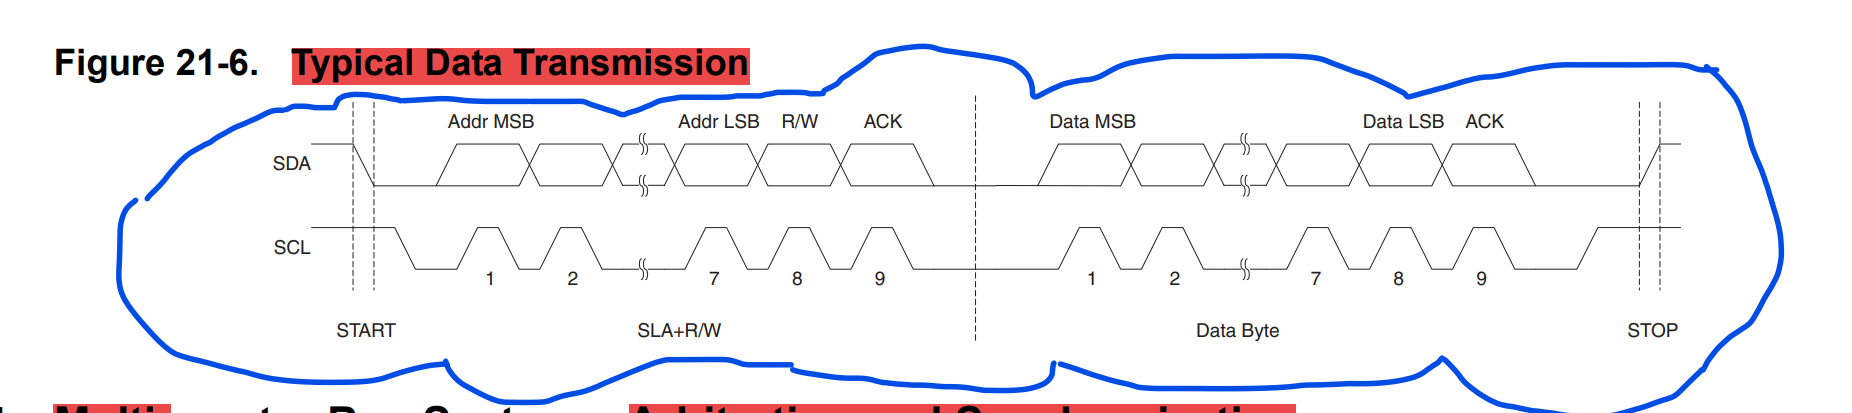 Figure 21-6. Typical Data Transmission
Addr MSB Addr LSB R/W ACK Data MSB Data LSB ACK
SDA
SCL
1 2 7 8 9 1 2 7 8 9
START SLA+R/W Data Byte STOP